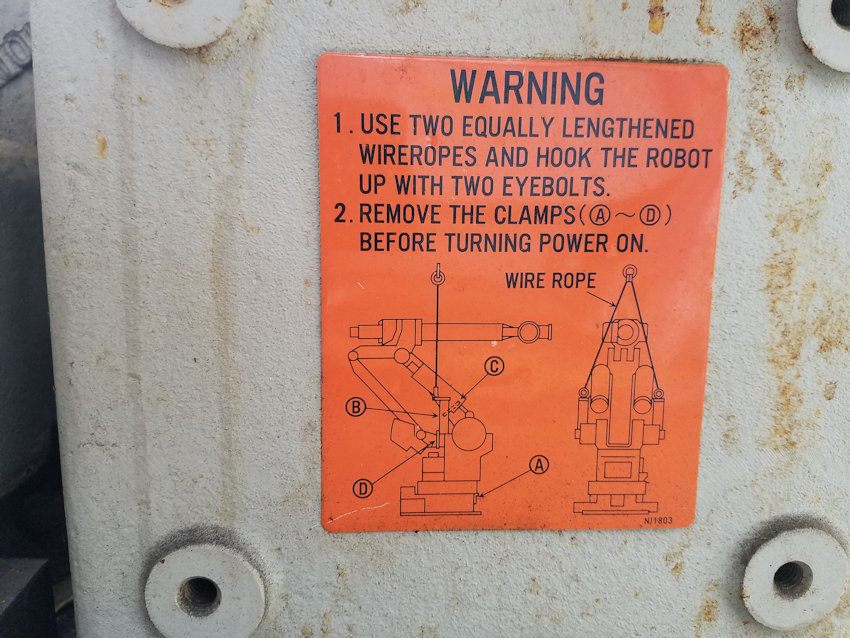 WARNING
1. USE TWO EQUALLY LENGTHENED
WIREROPES AND HOOK THE ROBOT
UP WITH TWO EYEBOLTS.
2. REMOVE THE CLAMPS(Ⓐ~Ⓓ)
BEFORE TURNING POWER ON.
WIRE ROPE
Ⓒ
Ⓑ
Ⓐ
Ⓓ
NJ1803